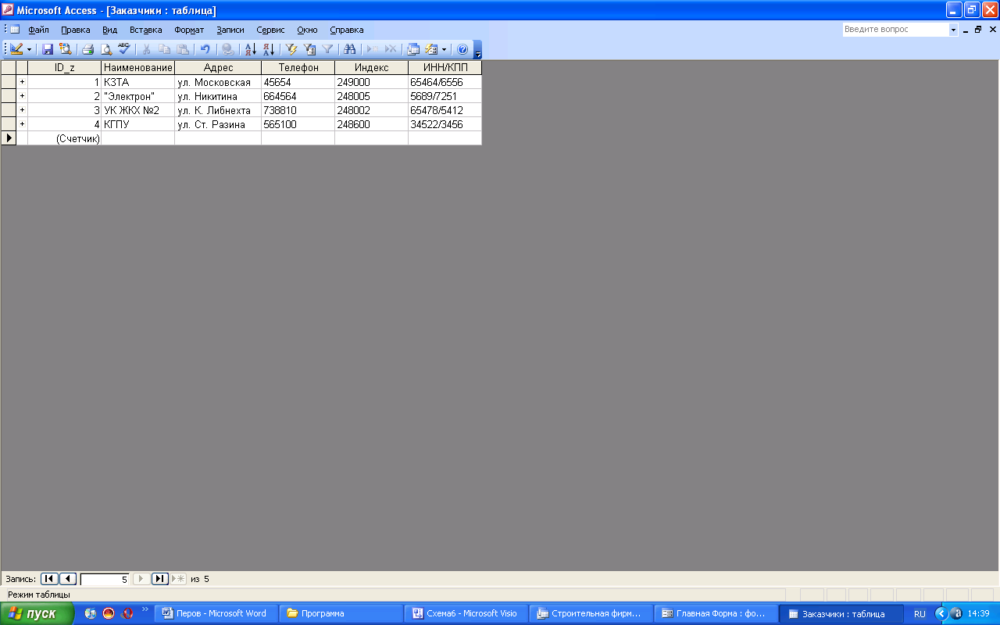 Microsoft Access - [Заказчики : таблица]
Файл Правка Вид Вставка Формат Записи Сервис Окно Справка Введите вопрос
ID_z Наименование Адрес Телефон Индекс ИНН/КПП
+ 1 КЗТА ул. Московская 45654 249000 65464/6556
+ 2 "Электрон" ул. Никитина 664564 248005 5689/7251
+ 3 УК ЖКХ №2 ул. К. Либнехта 738810 248002 65478/5412
+ 4 КГПУ ул. Ст. Разина 565100 248600 34522/3456
(Счетчик)
Запись: 5 из 5
Режим таблицы
пуск Перов - Microsoft Word Программа Схема6 - Microsoft Visio Строительная фирм... Главная Форма : фо... Заказчики : таблица RU 14:39